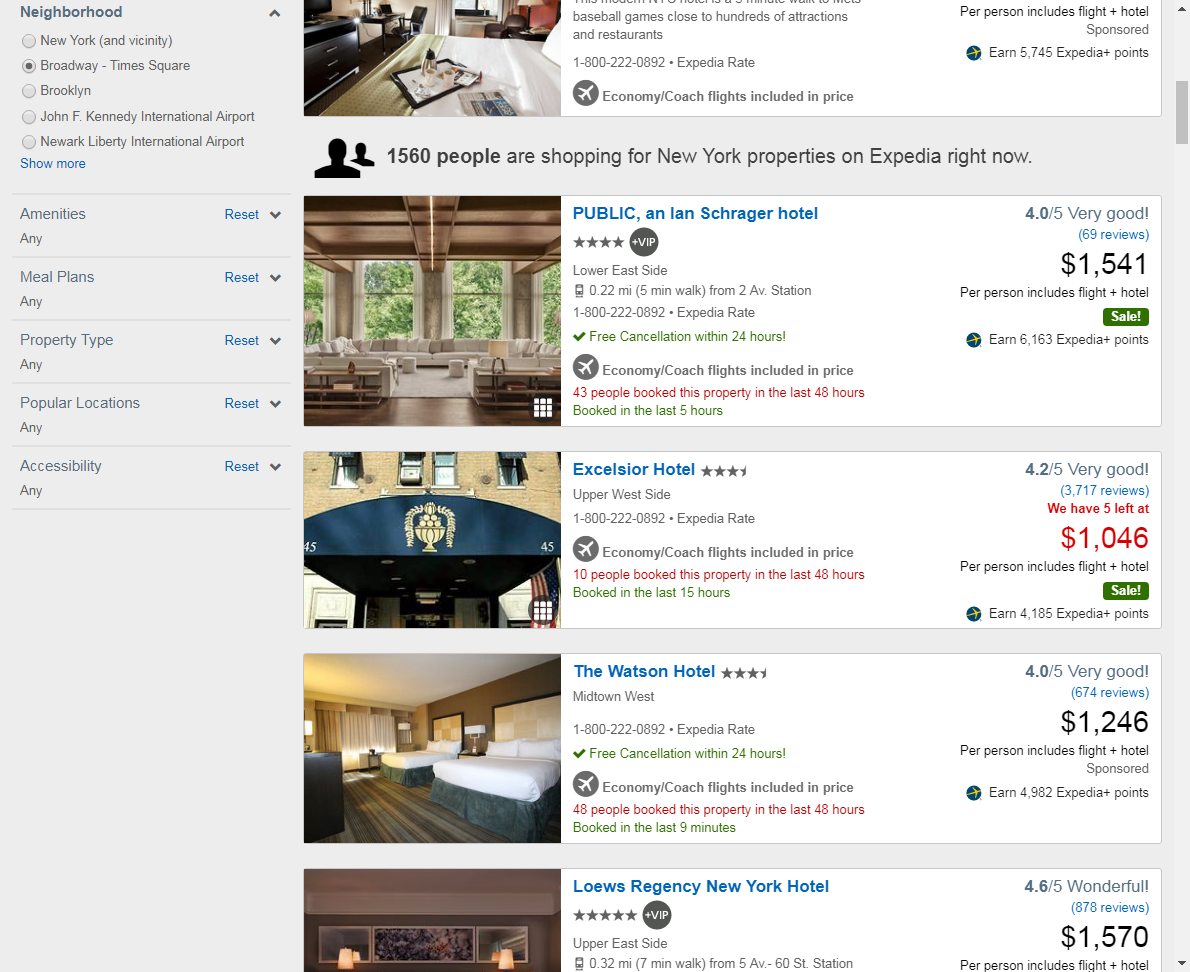 Neighborhood
New York (and vicinity)
Broadway - Times Square
Brooklyn
John F. Kennedy International Airport
Newark Liberty International Airport
Show more
Amenities Reset
Any
Meal Plans Reset
Any
Property Type Reset
Any
Popular Locations Reset
Any
Accessibility Reset
Any
This modern NYC hotel is a 5 minute walk to Mets
baseball games close to hundreds of attractions
and restaurants
1-800-222-0892 • Expedia Rate
Economy/Coach flights included in price
Per person includes flight + hotel
Sponsored
Earn 5,745 Expedia+ points
1560 people are shopping for New York properties on Expedia right now.
PUBLIC, an Ian Schrager hotel
+VIP
Lower East Side
0.22 mi (5 min walk) from 2 Av. Station
1-800-222-0892 • Expedia Rate
Free Cancellation within 24 hours!
Economy/Coach flights included in price
43 people booked this property in the last 48 hours
Booked in the last 5 hours
4.0/5 Very good!
(69 reviews)
$1,541
Per person includes flight + hotel
Sale!
Earn 6,163 Expedia+ points
45
45
Excelsior Hotel
Upper West Side
1-800-222-0892 • Expedia Rate
Economy/Coach flights included in price
10 people booked this property in the last 48 hours
Booked in the last 15 hours
4.2/5 Very good!
(3,717 reviews)
We have 5 left at
$1,046
Per person includes flight + hotel
Sale!
Earn 4,185 Expedia+ points
The Watson Hotel
Midtown West
1-800-222-0892 • Expedia Rate
Free Cancellation within 24 hours!
Economy/Coach flights included in price
48 people booked this property in the last 48 hours
Booked in the last 9 minutes
4.0/5 Very good!
(674 reviews)
$1,246
Per person includes flight + hotel
Sponsored
Earn 4,982 Expedia+ points
Loews Regency New York Hotel
+VIP
Upper East Side
0.32 mi (7 min walk) from 5 Av.- 60 St. Station
4.6/5 Wonderful!
(878 reviews)
$1,570
Per person includes flight + hotel